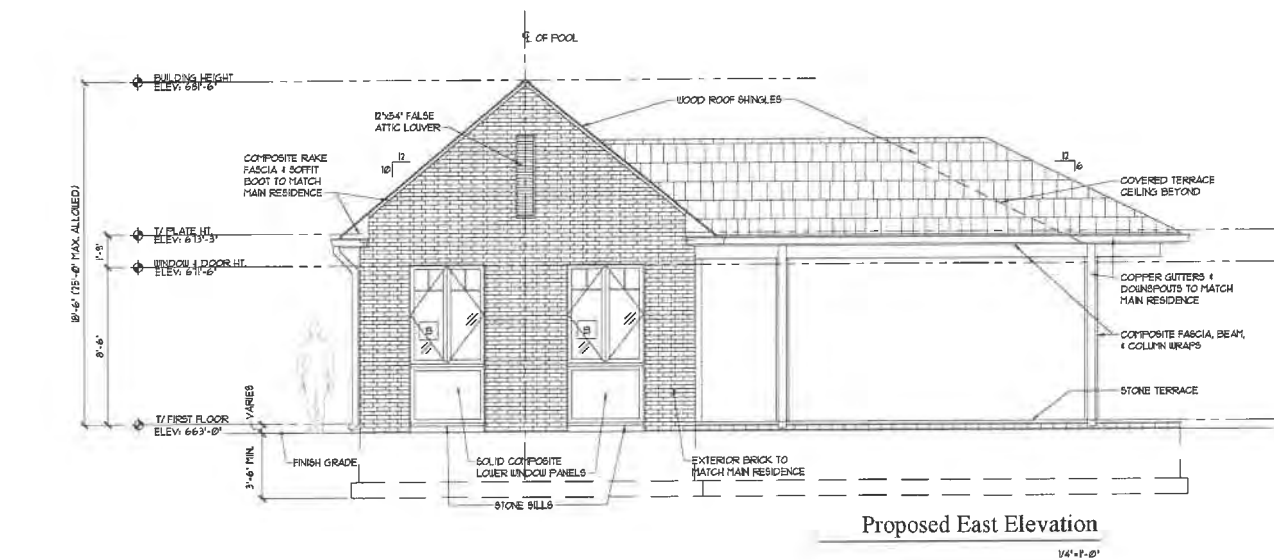 ℄ OF POOL
BUILDING HEIGHT
ELEV: 681'-6"
WOOD ROOF SHINGLES
12"x54" FALSE
ATTIC LOUVER
12
10
12
6
COMPOSITE RAKE
FASCIA & SOFFIT
BOOT TO MATCH
MAIN RESIDENCE
COVERED TERRACE
CEILING BEYOND
T/ PLATE HT.
ELEV: 673'-3"
WINDOW & DOOR HT.
ELEV: 671'-6"
18'-6" (25'-0" MAX. ALLOWED)
1'-9"
8'-6"
COPPER GUTTERS &
DOWNSPOUTS TO MATCH
MAIN RESIDENCE
COMPOSITE FASCIA, BEAM,
& COLUMN WRAPS
STONE TERRACE
T/ FIRST FLOOR
ELEV: 663'-0"
VARIES
3'-6" MIN.
FINISH GRADE
SOLID COMPOSITE
LOWER WINDOW PANELS
EXTERIOR BRICK TO
MATCH MAIN RESIDENCE
STONE SILLS
Proposed East Elevation
1/4"=1'-0"